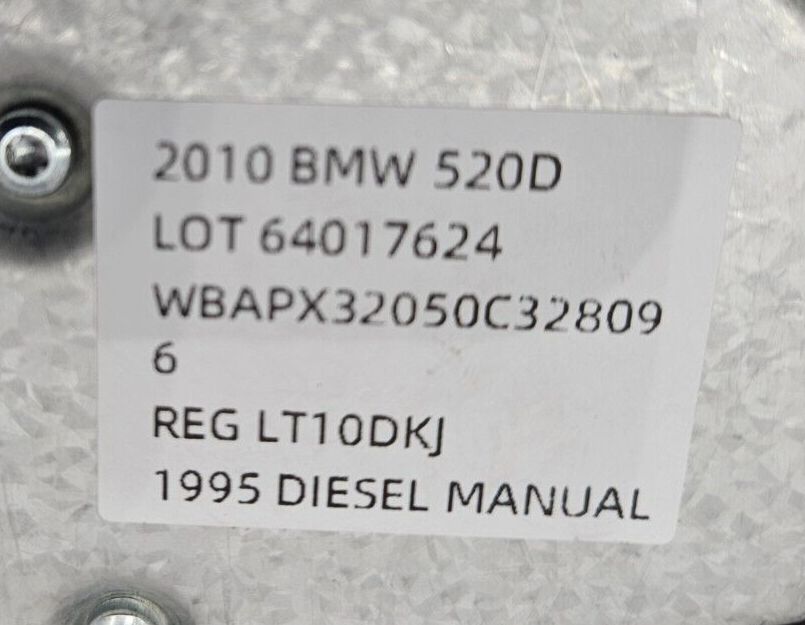 2010 BMW 520D
LOT 64017624
WBAPX32050C32809
6
REG LT10DKJ
1995 DIESEL MANUAL